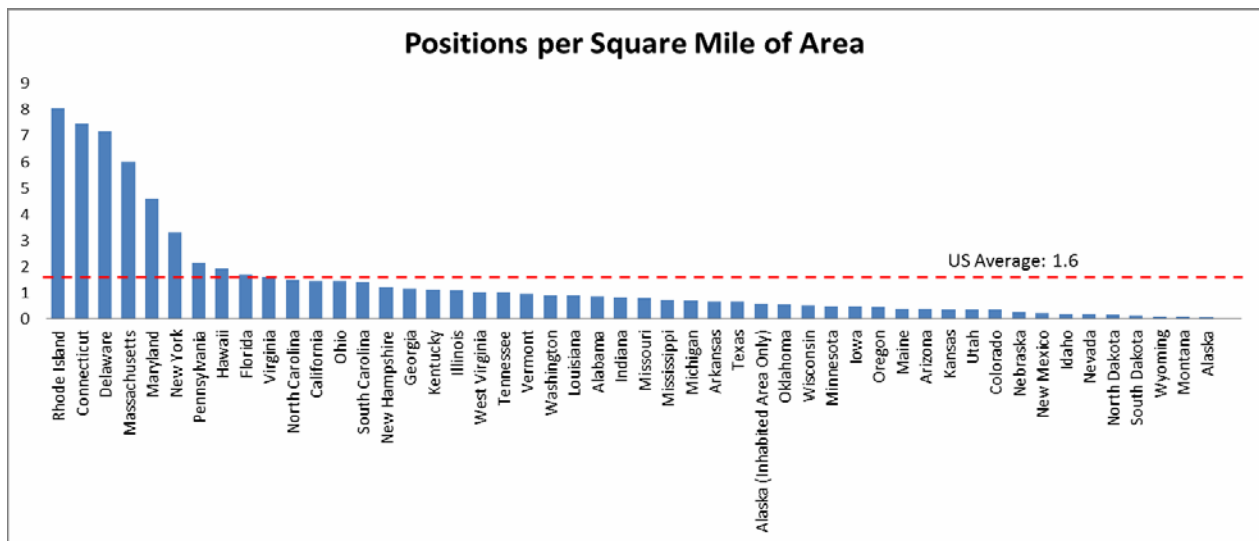 Positions per Square Mile of Area
9
8
7
6
5
4
3
2
1
0
US Average: 1.6
Rhode Island
Connecticut
Delaware
Massachusetts
Maryland
New York
Pennsylvania
Hawaii
Florida
Virginia
North Carolina
California
Ohio
South Carolina
New Hampshire
Georgia
Kentucky
Illinois
West Virginia
Tennessee
Vermont
Washington
Louisiana
Alabama
Indiana
Missouri
Mississippi
Michigan
Arkansas
Texas
Alaska (Inhabited Area Only)
Oklahoma
Wisconsin
Minnesota
Iowa
Oregon
Maine
Arizona
Kansas
Utah
Colorado
Nebraska
New Mexico
Idaho
Nevada
North Dakota
South Dakota
Wyoming
Montana
Alaska